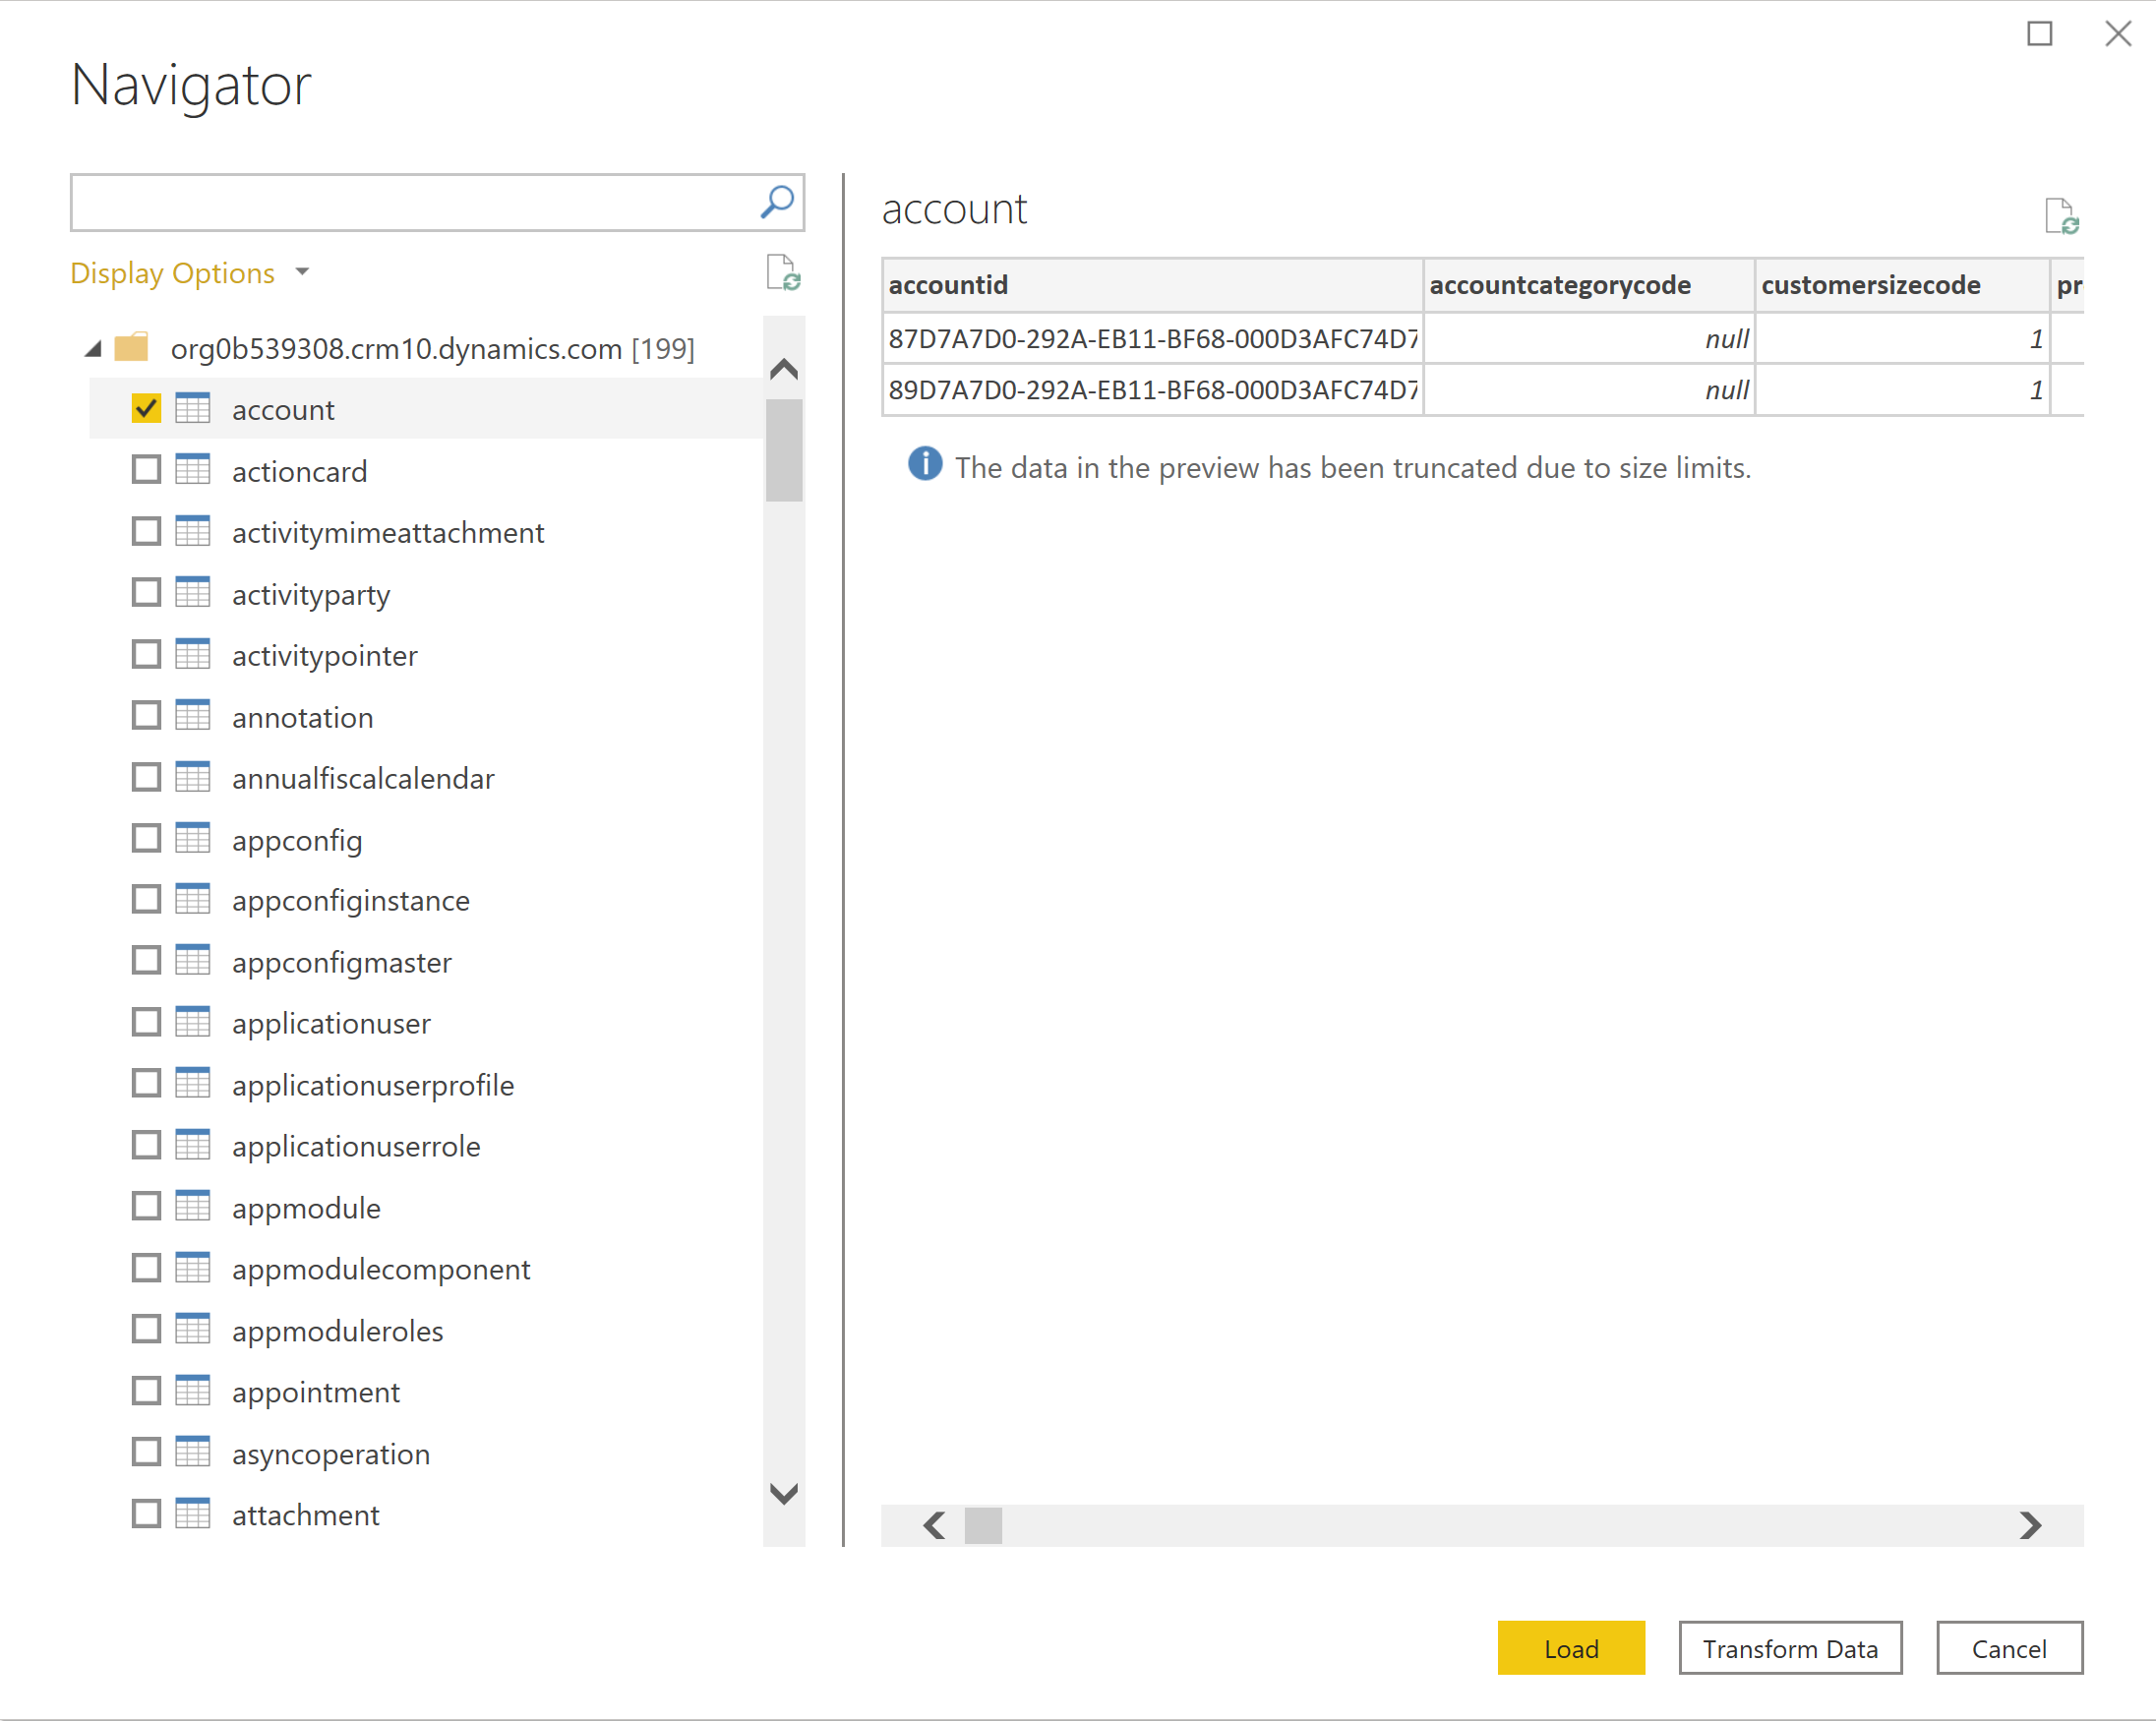 Navigator
Display Options
org0b539308.crm10.dynamics.com [199]
account
actioncard
activitymimeattachment
activityparty
activitypointer
annotation
annualfiscalcalendar
appconfig
appconfiginstance
appconfigmaster
applicationuser
applicationuserprofile
applicationuserrole
appmodule
appmodulecomponent
appmoduleroles
appointment
asyncoperation
attachment
account
accountid accountcategorycode customersizecode pr
87D7A7D0-292A-EB11-BF68-000D3AFC74D7 null 1
89D7A7D0-292A-EB11-BF68-000D3AFC74D7 null 1
The data in the preview has been truncated due to size limits.
Load Transform Data Cancel